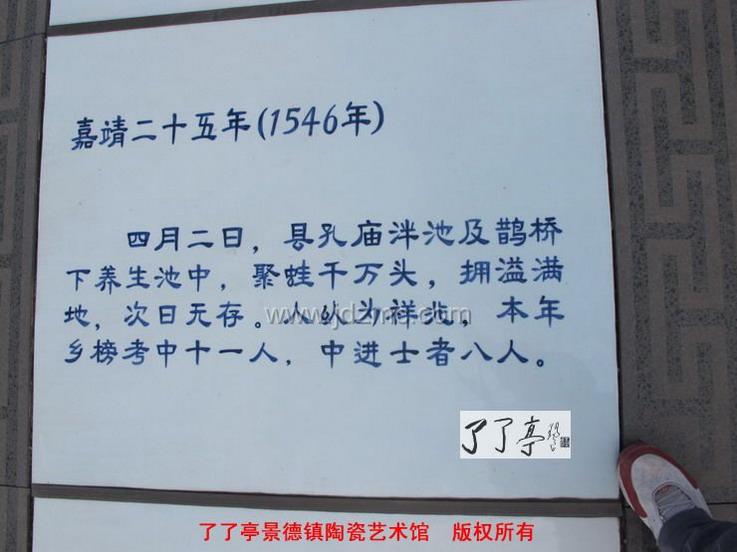 嘉靖二十五年(1546年)
四月二日，县孔庙泮池及鹊桥
下养生池中，聚蛙千万头，拥溢满
地，次日无存。人以为祥兆，本年
乡榜考中十一人，中进士者八人。
www.jdzmc.com
了了亭
了了亭景德镇陶瓷艺术馆 版权所有